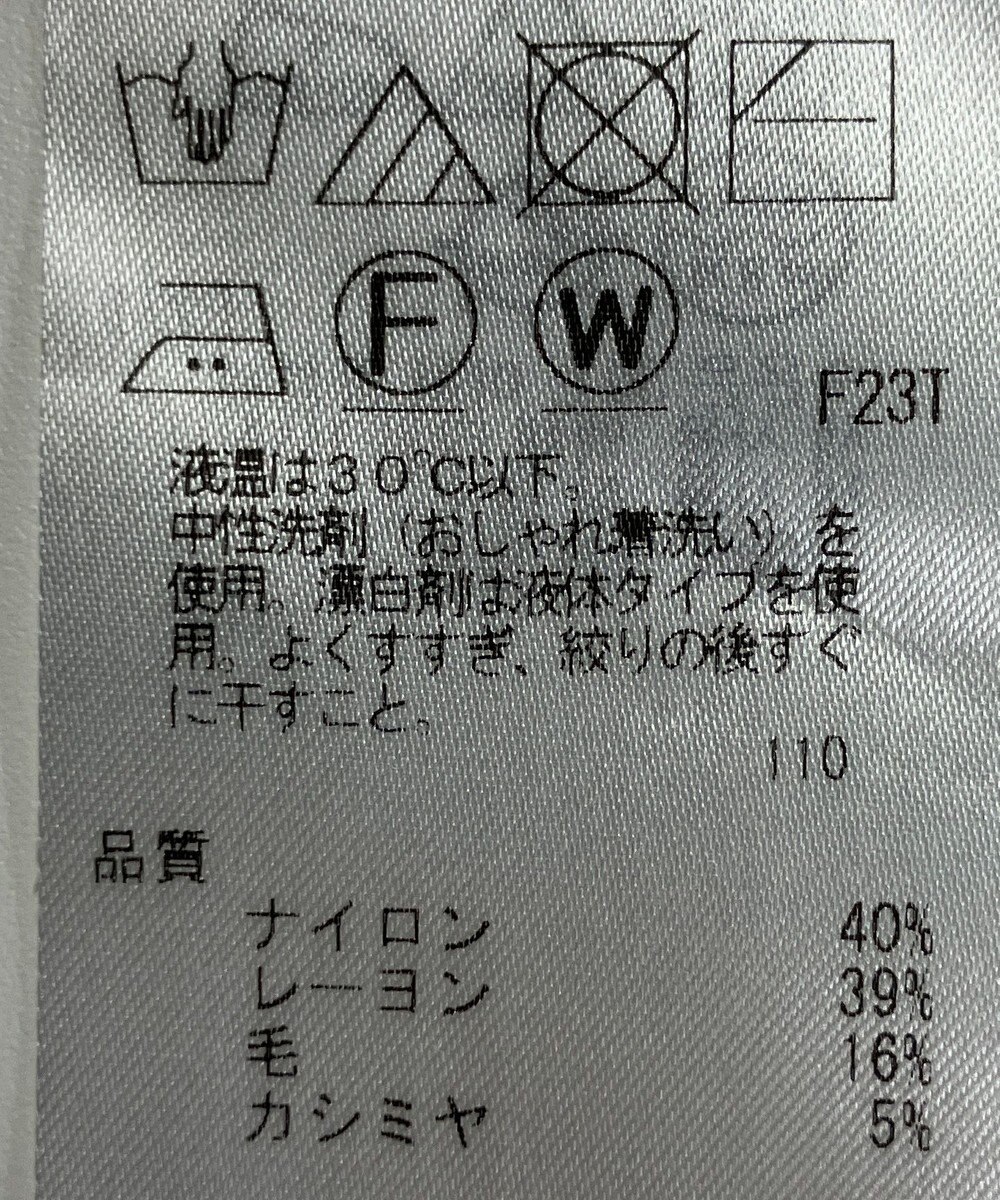 F
W
F23T
液温は30℃以下。
中性洗剤(おしゃれ着洗い)を
使用。漂白剤は液体タイプを使
用。よくすすぎ、絞りの後すぐ
に干すこと。
110
品質
ナイロン 40%
レーヨン 39%
毛 16%
カシミヤ 5%